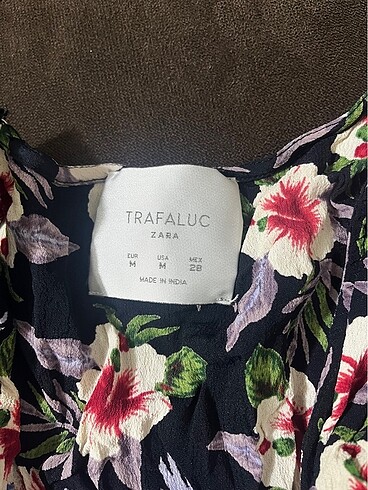 TRAFALUC
ZARA
EUR USA MEX
M M 28
MADE IN INDIA